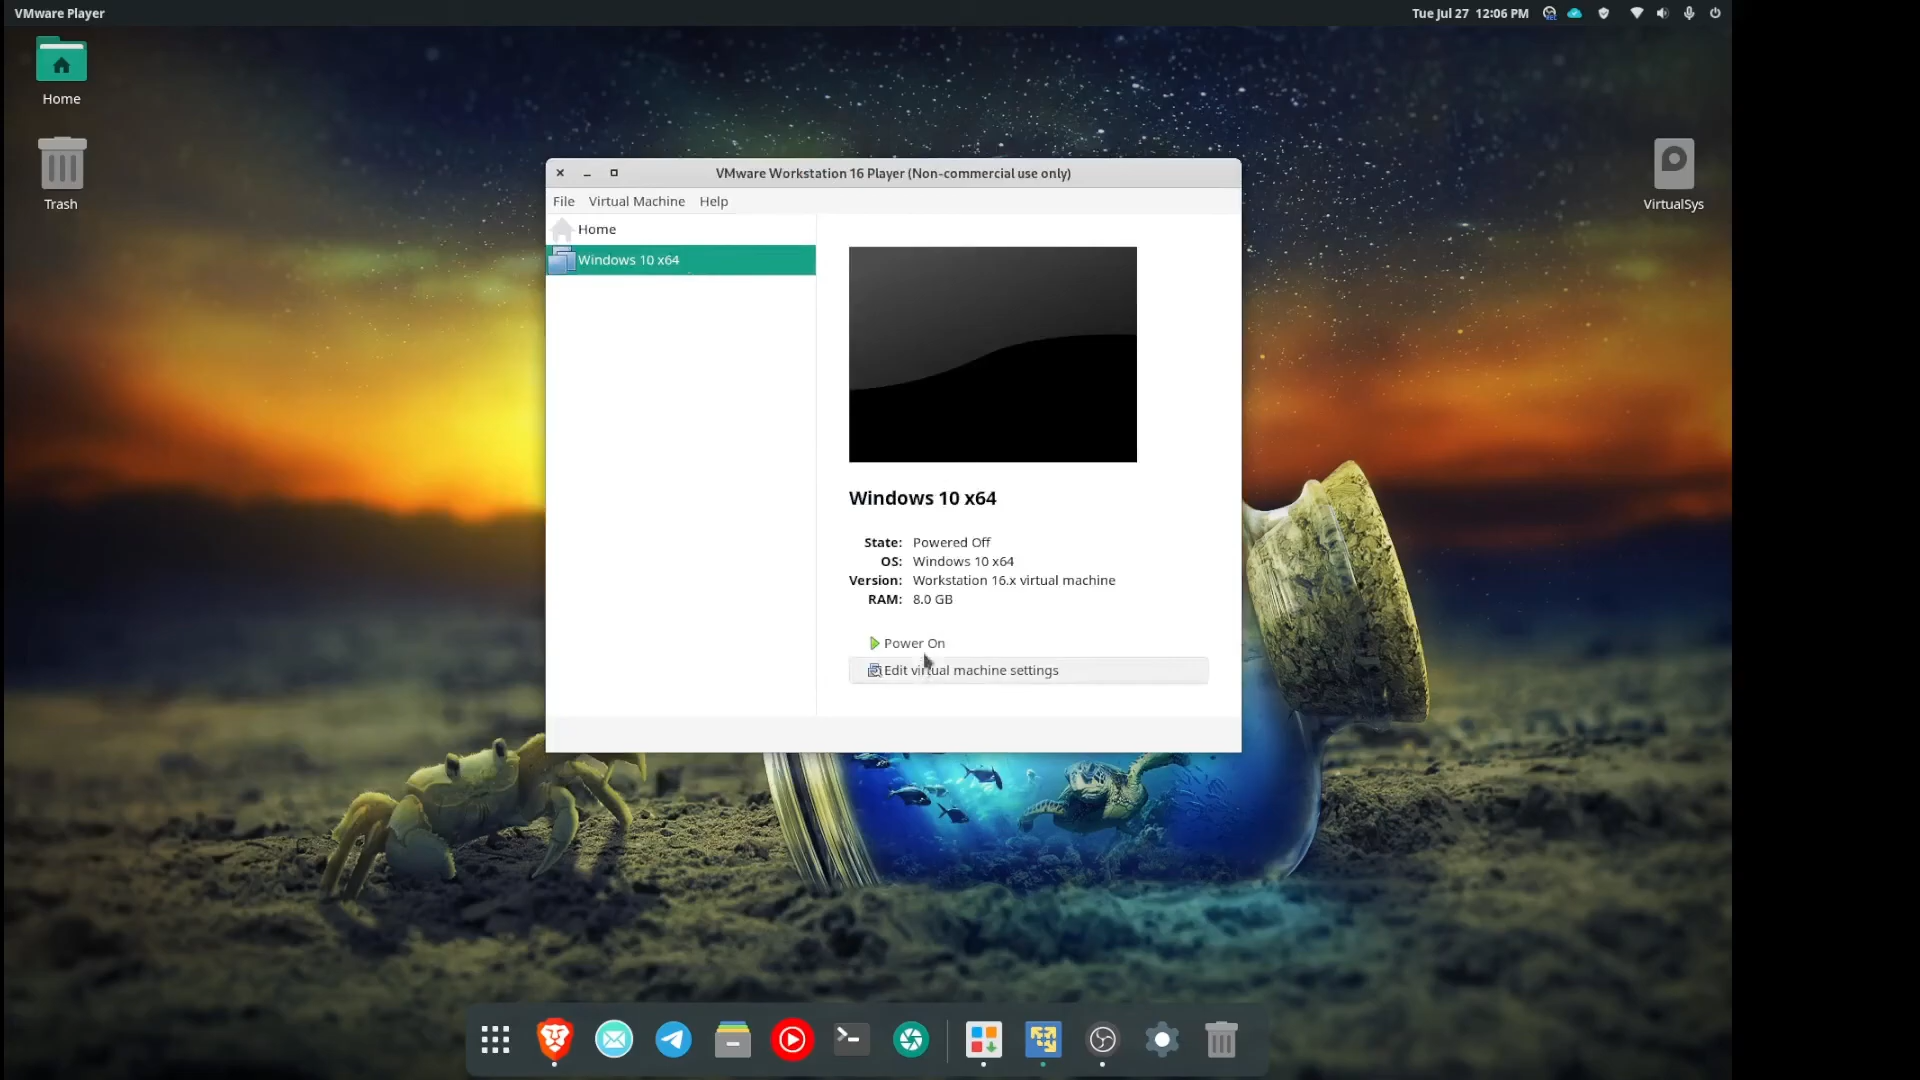 VMware Player
Tue Jul 27 12:06 PM
Home
Trash
VirtualSys
VMware Workstation 16 Player (Non-commercial use only)
File Virtual Machine Help
Home
Windows 10 x64
Windows 10 x64
State: Powered Off
OS: Windows 10 x64
Version: Workstation 16.x virtual machine
RAM: 8.0 GB
Power On
Edit virtual machine settings